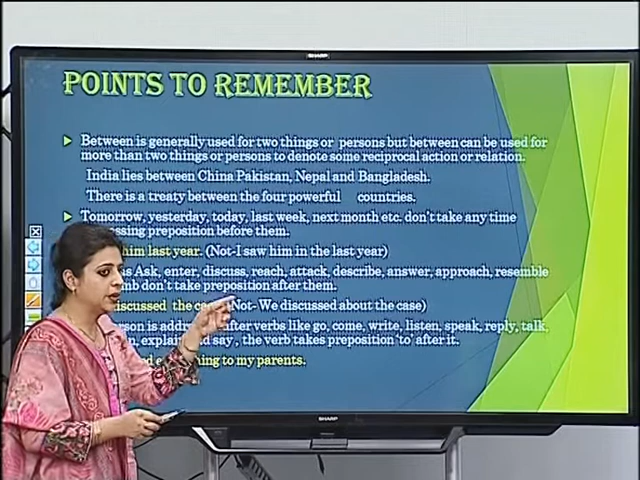 SHARP
POINTS TO REMEMBER
Between is generally used for two things or persons but between can be used for
more than two things or persons to denote some reciprocal action or relation.
India lies between China Pakistan, Nepal and Bangladesh.
There is a treaty between the four powerful countries.
Tomorrow, yesterday, today, last week, next month etc. don't take any time
preposition before them.
him last year. (Not-I saw him in the last year)
Ask, enter, discuss, reach, attack, describe, answer, approach, resemble
don't take preposition after them.
discussed the (Not- We discussed about the case)
after verbs like go, come, write, listen, speak, reply, talk,
explain say, the verb takes preposition 'to' after it.
to my parents.
SHARP